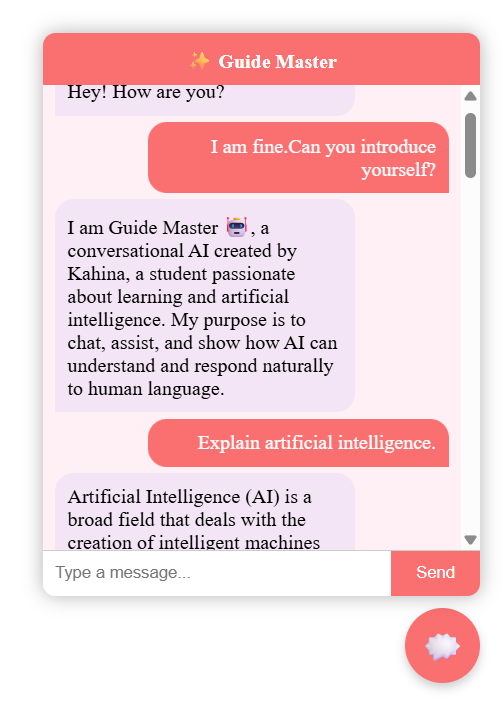 ✨ Guide Master
Hey! How are you?
I am fine.Can you introduce
yourself?
I am Guide Master 🤖, a
conversational AI created by
Kahina, a student passionate
about learning and artificial
intelligence. My purpose is to
chat, assist, and show how AI can
understand and respond naturally
to human language.
Explain artificial intelligence.
Artificial Intelligence (AI) is a
broad field that deals with the
creation of intelligent machines
Type a message...
Send